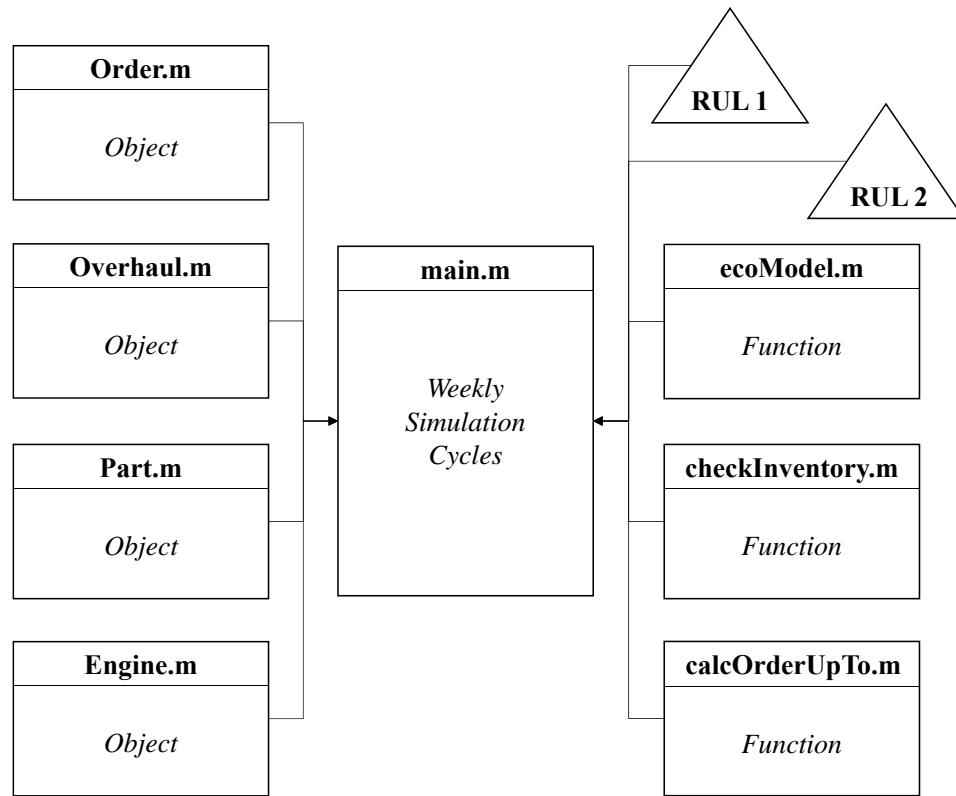 Order.m
Object
Overhaul.m
Object
Part.m
Object
Engine.m
Object
main.m
Weekly
Simulation
Cycles
RUL 1
RUL 2
ecoModel.m
Function
checkInventory.m
Function
calcOrderUpTo.m
Function